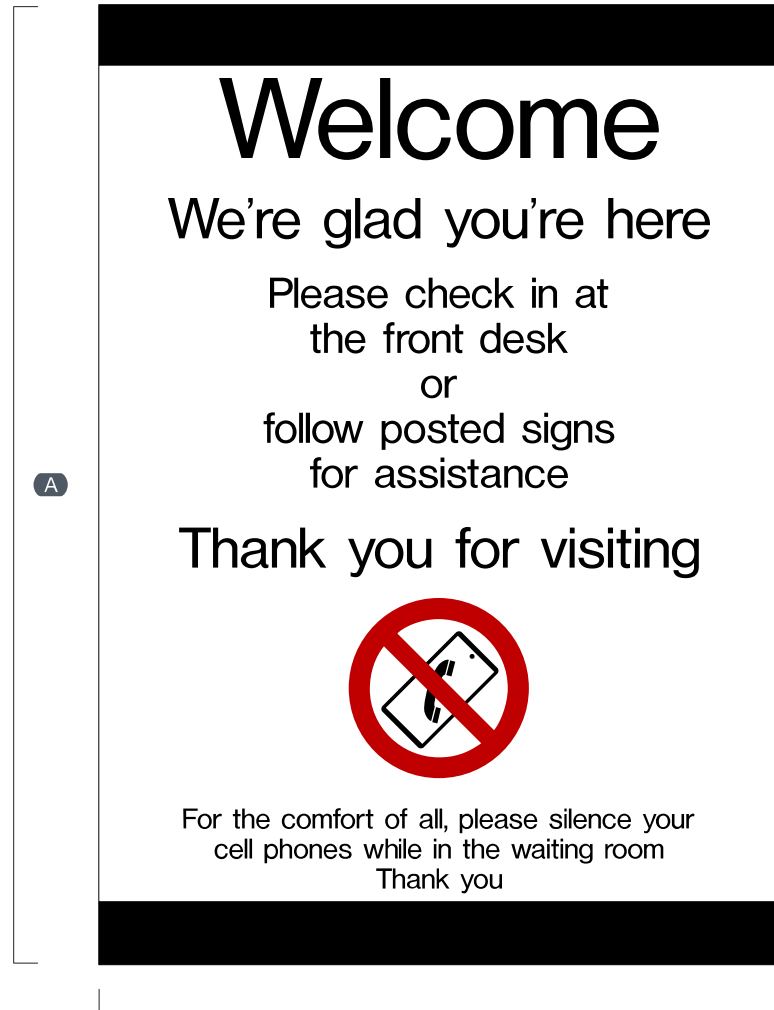 Welcome
We’re glad you’re here
Please check in at
the front desk
or
follow posted signs
for assistance
A
Thank you for visiting
For the comfort of all, please silence your
cell phones while in the waiting room
Thank you